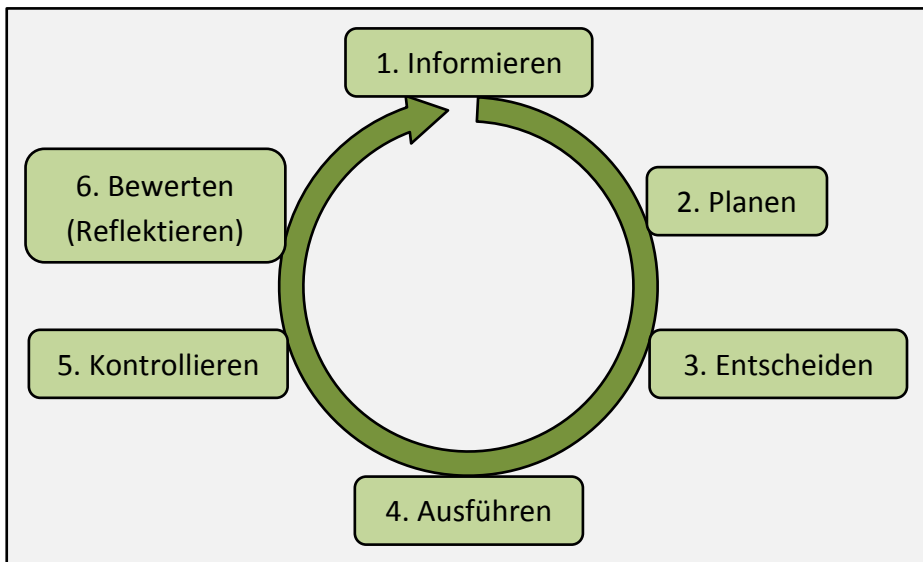 1. Informieren
2. Planen
3. Entscheiden
4. Ausführen
5. Kontrollieren
6. Bewerten
(Reflektieren)